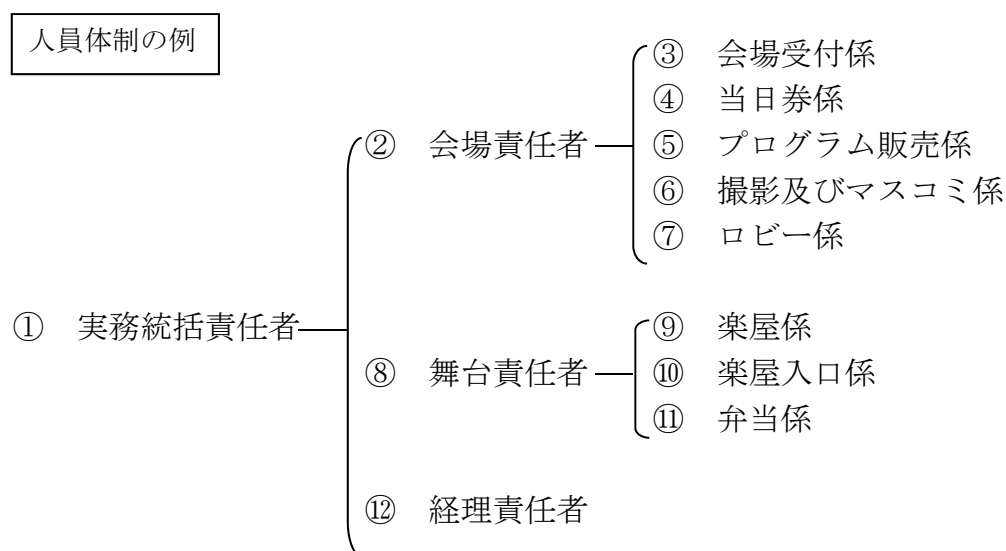 人員体制の例
③ 会場受付係
④ 当日券係
② 会場責任者
⑤ プログラム販売係
⑥ 撮影及びマスコミ係
⑦ ロビー係
① 実務統括責任者
⑨ 楽屋係
⑧ 舞台責任者
⑩ 楽屋入口係
⑪ 弁当係
⑫ 経理責任者